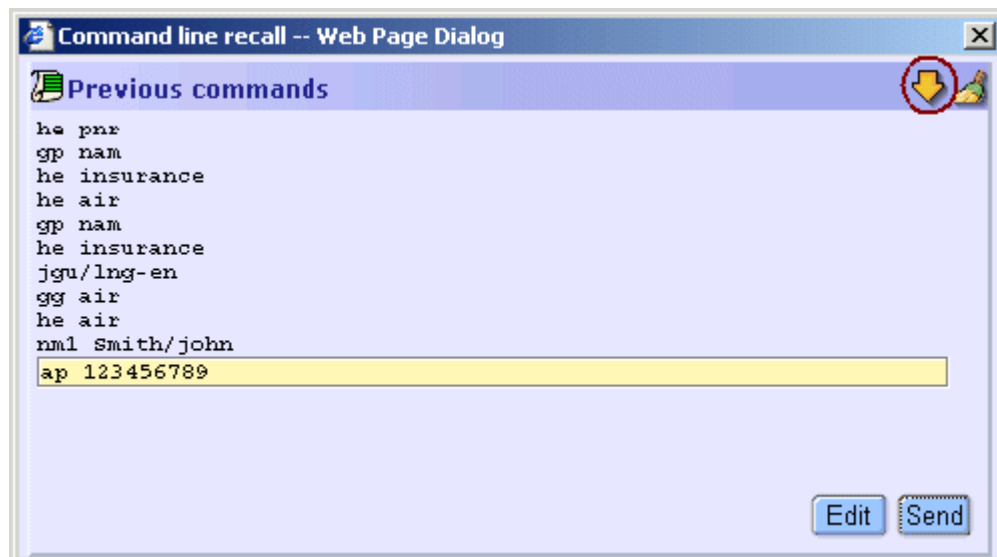 Command line recall -- Web Page Dialog
Previous commands
he pnr
gp nam
he insurance
he air
gp nam
he insurance
jgu/lng-en
gg air
he air
nm1 Smith/john
ap 123456789
Edit Send